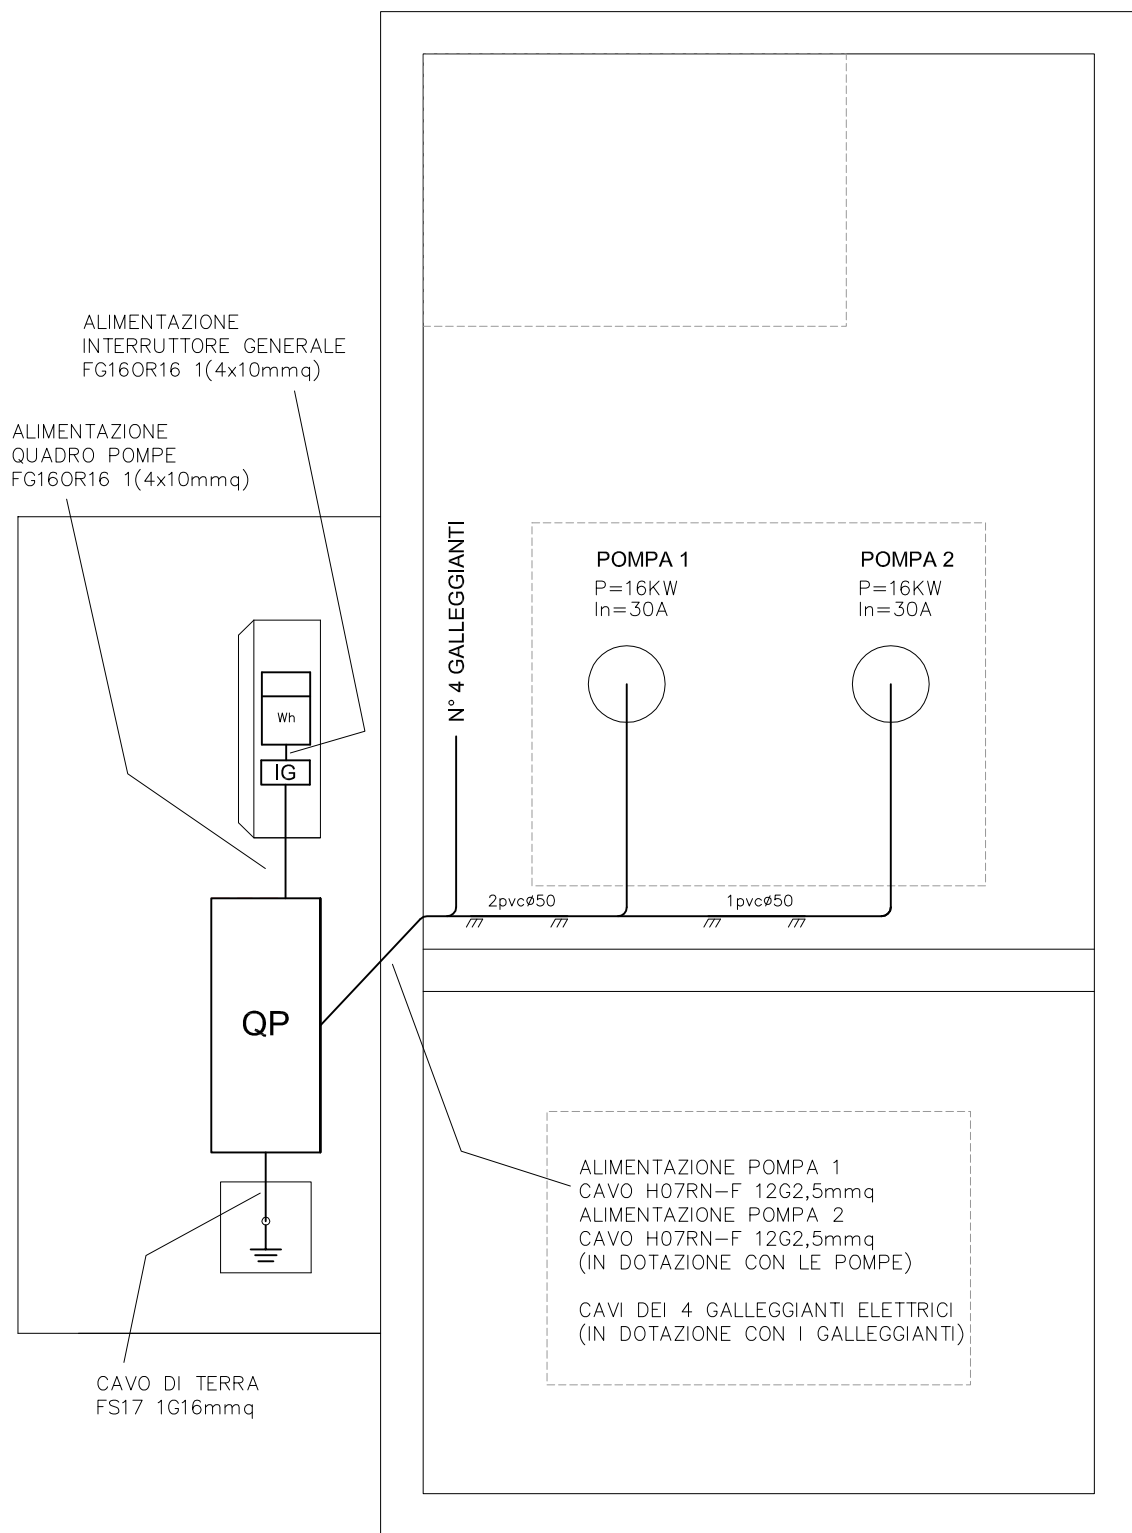 ALIMENTAZIONE
INTERRUTTORE GENERALE
FG16OR16 1(4x10mmq)
ALIMENTAZIONE
QUADRO POMPE
FG16OR16 1(4x10mmq)
N° 4 GALLEGGIANTI
POMPA 1
P=16KW
In=30A
POMPA 2
P=16KW
In=30A
Wh
IG
2pvcø50
1pvcø50
QP
ALIMENTAZIONE POMPA 1
CAVO H07RN-F 12G2,5mmq
ALIMENTAZIONE POMPA 2
CAVO H07RN-F 12G2,5mmq
(IN DOTAZIONE CON LE POMPE)
CAVI DEI 4 GALLEGGIANTI ELETTRICI
(IN DOTAZIONE CON I GALLEGGIANTI)
CAVO DI TERRA
FS17 1G16mmq